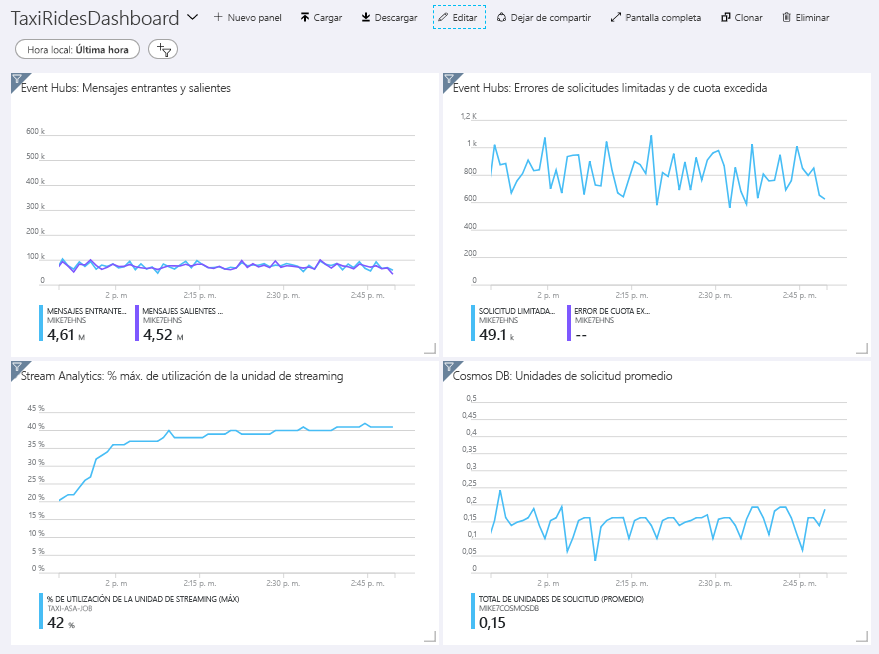 TaxiRidesDashboard
Nuevo panel
Cargar
Descargar
Editar
Dejar de compartir
Pantalla completa
Clonar
Eliminar
Hora local: Última hora
Event Hubs: Mensajes entrantes y salientes
600 k
500 k
400 k
300 k
200 k
100 k
0
2 p. m
2:15 p. m.
2:30 p. m.
2:45 p. m.
MENSAJES ENTRANTE...
MIKE7EHNS
4,61 M
MENSAJES SALIENTES ...
MIKE7EHNS
4,52 M
Event Hubs: Errores de solicitudes limitadas y de cuota excedida
1,2 K
1 k
800
600
400
200
0
2 p. m
2:15 p. m.
2:30 p. m.
2:45 p. m.
SOLICITUD LIMITADA...
MIKE7EHNS
49.1 k
ERROR DE CUOTA EX...
MIKE7EHNS
--
Stream Analytics: % máx. de utilización de la unidad de streaming
45 %
40 %
35 %
30 %
25 %
20 %
15 %
10 %
5 %
0 %
2 p. m
2:15 p. m.
2:30 p. m.
2:45 p. m.
% DE UTILIZACIÓN DE LA UNIDAD DE STREAMING (MÁX)
TAXI-ASA-JOB
42 %
Cosmos DB: Unidades de solicitud promedio
0,5
0,45
0,4
0,35
0,3
0,25
0,2
0,15
0,1
0,05
0
2 p. m
2:15 p. m.
2:30 p. m.
2:45 p. m.
TOTAL DE UNIDADES DE SOLICITUD (PROMEDIO)
MIKE7COSMOSDB
0,15